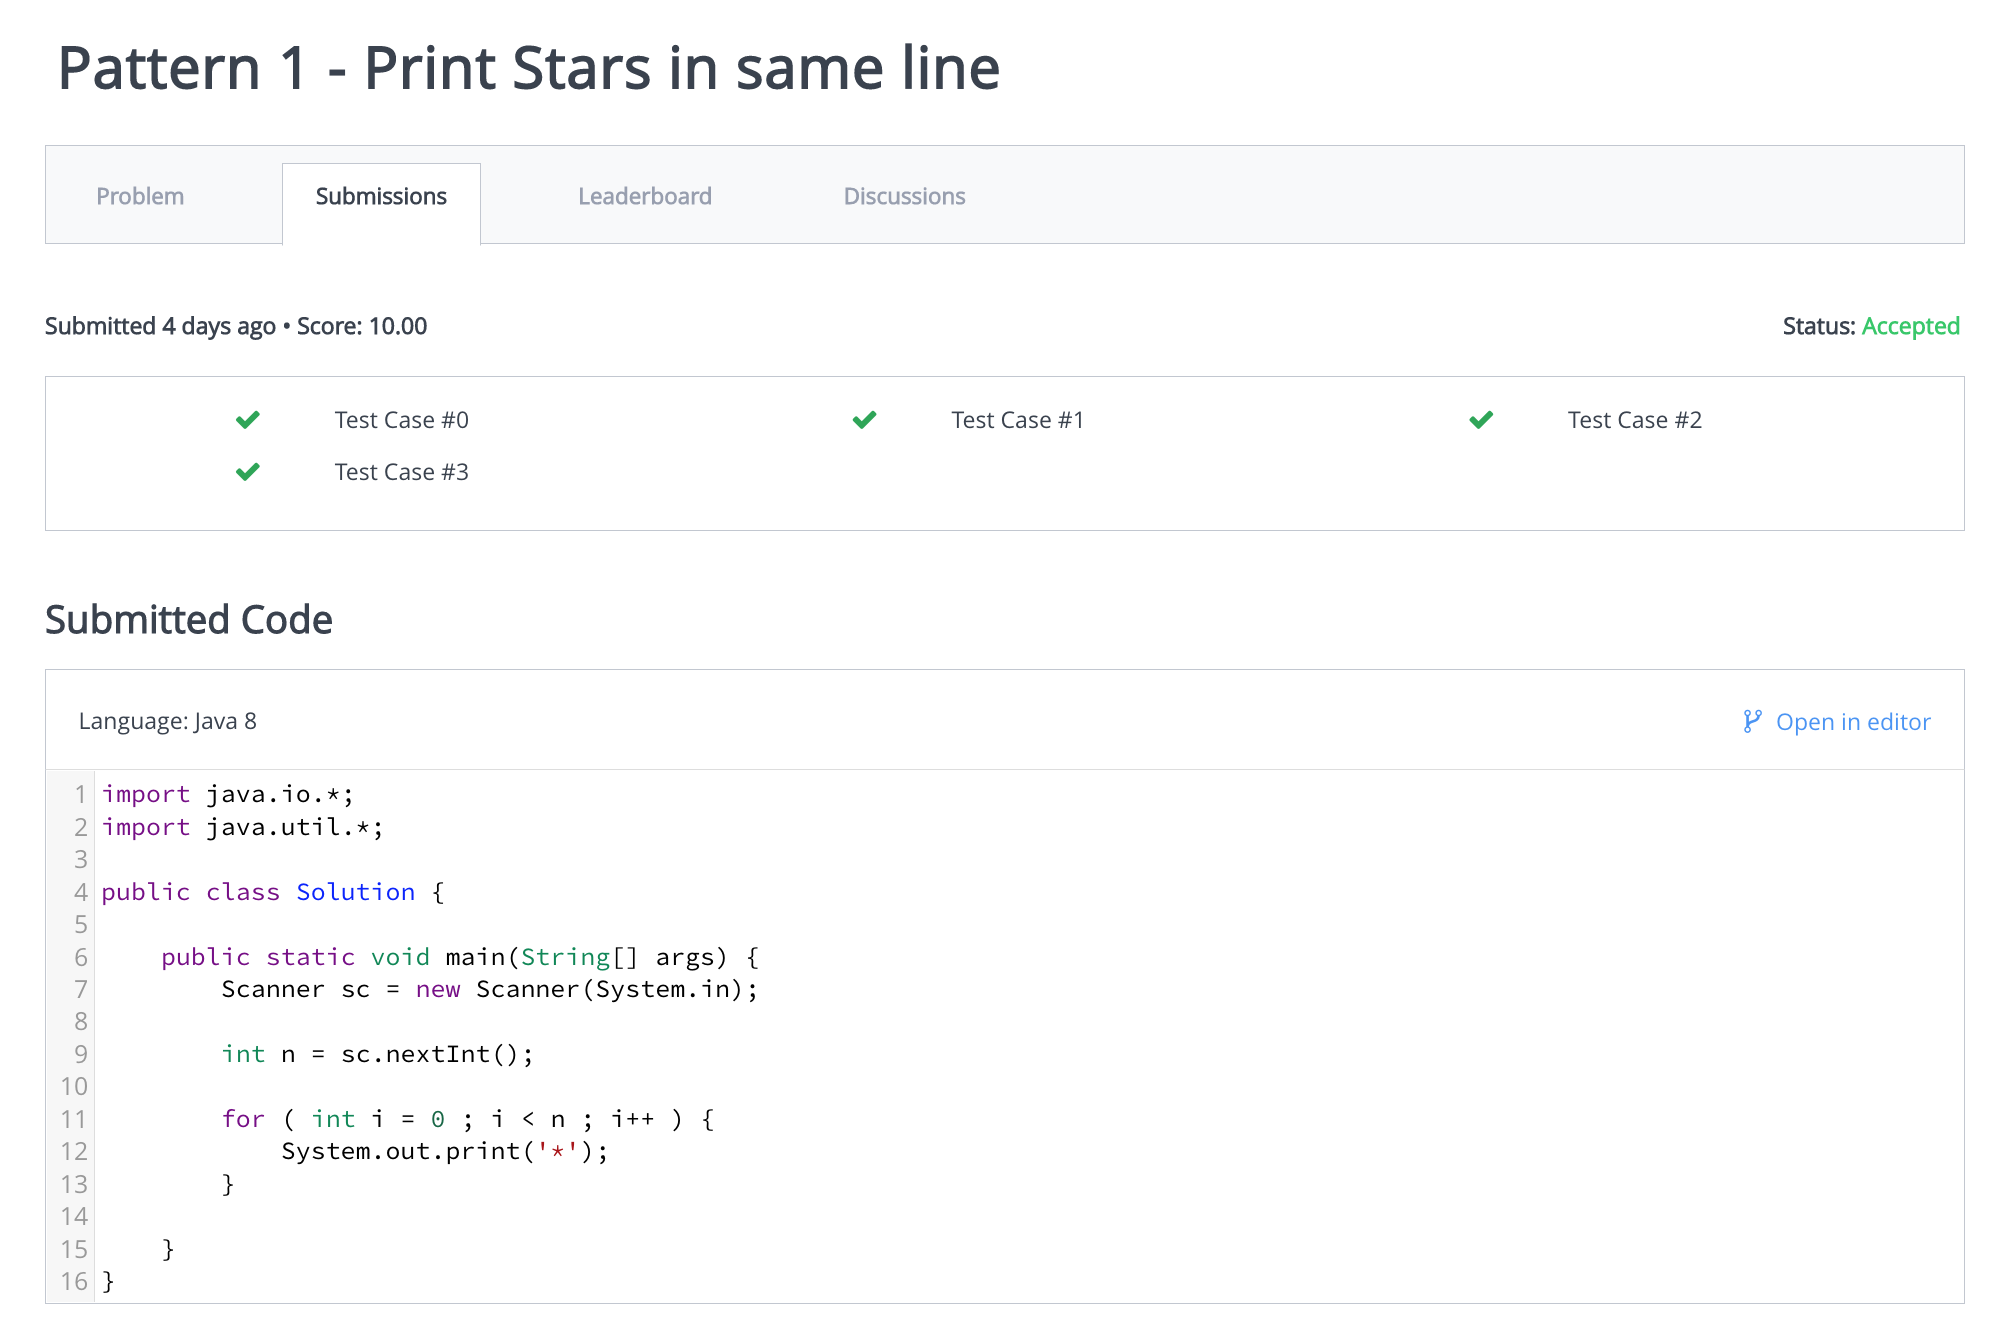 Pattern 1 - Print Stars in same line
Problem Submissions Leaderboard Discussions
Submitted 4 days ago • Score: 10.00 Status: Accepted
Test Case #0 Test Case #1 Test Case #2
Test Case #3
Submitted Code
Language: Java 8 Open in editor
1 import java.io.*;
2 import java.util.*;
3
4 public class Solution {
5
6     public static void main(String[] args) {
7         Scanner sc = new Scanner(System.in);
8
9         int n = sc.nextInt();
10
11         for ( int i = 0 ; i < n ; i++ ) {
12             System.out.print('*');
13         }
14
15     }
16 }